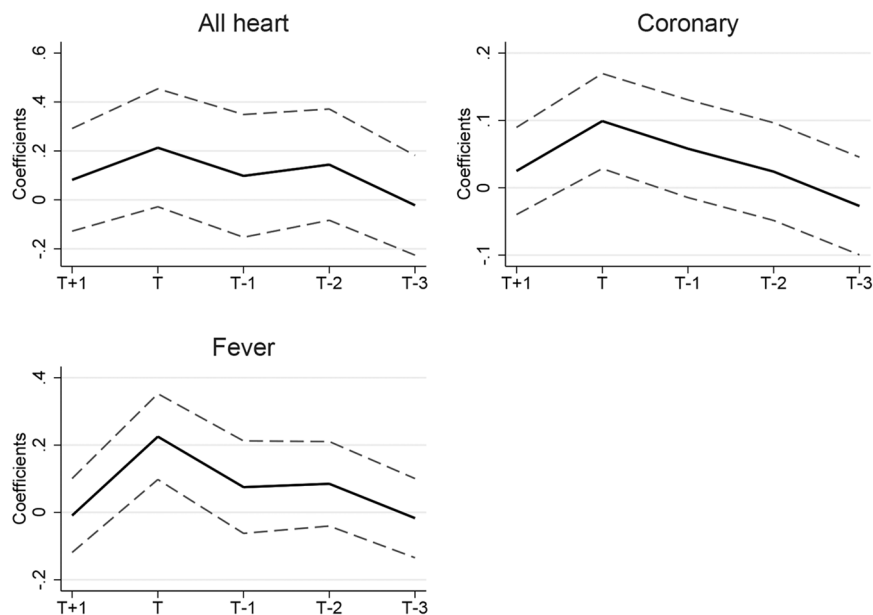 All heart
Coefficients
.6
.4
.2
0
-.2
T+1 T T-1 T-2 T-3
Coronary
Coefficients
.2
.1
0
-.1
T+1 T T-1 T-2 T-3
Fever
Coefficients
.4
.2
0
-.2
T+1 T T-1 T-2 T-3